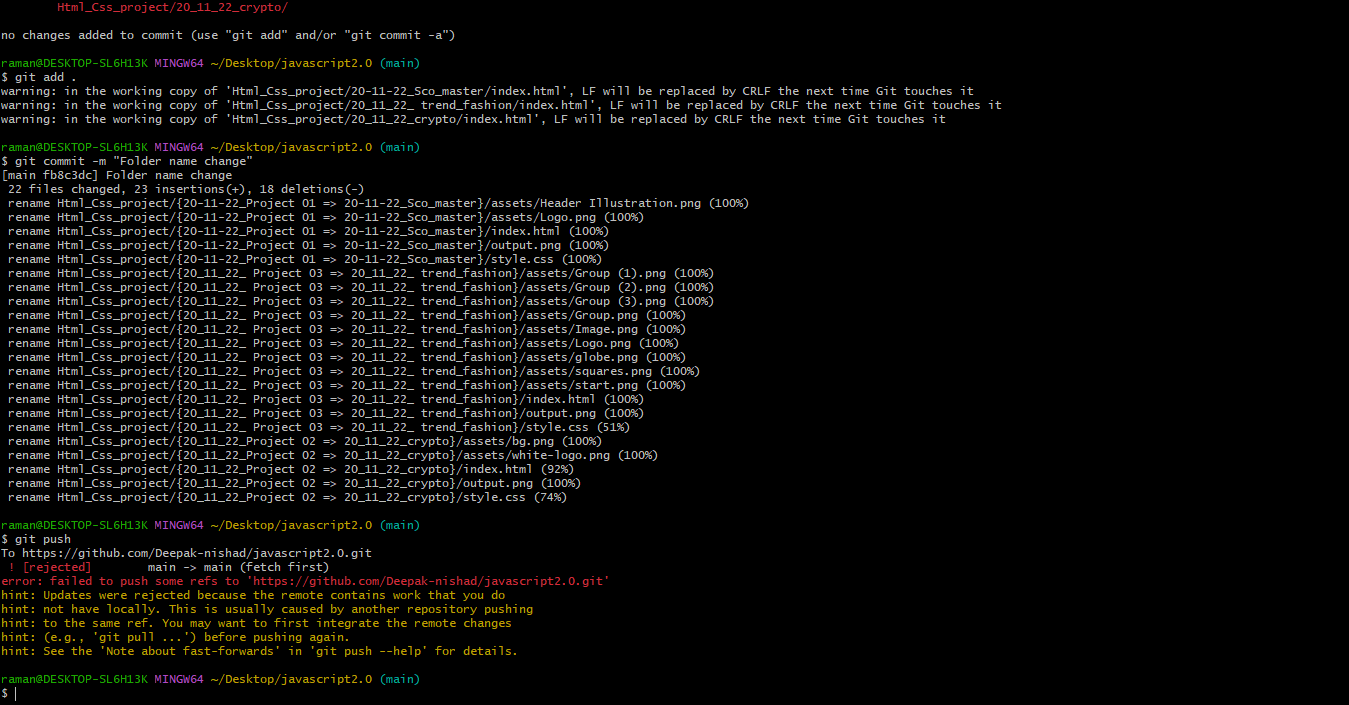 Html_Css_project/20_11_22_crypto/
no changes added to commit (use "git add" and/or "git commit -a")
raman@DESKTOP-SL6H13K MINGW64 ~/Desktop/javascript2.0 (main)
$ git add .
warning: in the working copy of 'Html_Css_project/20-11-22_Sco_master/index.html', LF will be replaced by CRLF the next time Git touches it
warning: in the working copy of 'Html_Css_project/20_11_22_ trend_fashion/index.html', LF will be replaced by CRLF the next time Git touches it
warning: in the working copy of 'Html_Css_project/20_11_22_crypto/index.html', LF will be replaced by CRLF the next time Git touches it
raman@DESKTOP-SL6H13K MINGW64 ~/Desktop/javascript2.0 (main)
$ git commit -m "Folder name change"
[main fb8c3dc] Folder name change
 22 files changed, 23 insertions(+), 18 deletions(-)
 rename Html_Css_project/{20-11-22_Project 01 => 20-11-22_Sco_master}/assets/Header Illustration.png (100%)
 rename Html_Css_project/{20-11-22_Project 01 => 20-11-22_Sco_master}/assets/Logo.png (100%)
 rename Html_Css_project/{20-11-22_Project 01 => 20-11-22_Sco_master}/index.html (100%)
 rename Html_Css_project/{20-11-22_Project 01 => 20-11-22_Sco_master}/output.png (100%)
 rename Html_Css_project/{20-11-22_Project 01 => 20-11-22_Sco_master}/style.css (100%)
 rename Html_Css_project/{20_11_22_ Project 03 => 20_11_22_ trend_fashion}/assets/Group (1).png (100%)
 rename Html_Css_project/{20_11_22_ Project 03 => 20_11_22_ trend_fashion}/assets/Group (2).png (100%)
 rename Html_Css_project/{20_11_22_ Project 03 => 20_11_22_ trend_fashion}/assets/Group (3).png (100%)
 rename Html_Css_project/{20_11_22_ Project 03 => 20_11_22_ trend_fashion}/assets/Group.png (100%)
 rename Html_Css_project/{20_11_22_ Project 03 => 20_11_22_ trend_fashion}/assets/Image.png (100%)
 rename Html_Css_project/{20_11_22_ Project 03 => 20_11_22_ trend_fashion}/assets/Logo.png (100%)
 rename Html_Css_project/{20_11_22_ Project 03 => 20_11_22_ trend_fashion}/assets/globe.png (100%)
 rename Html_Css_project/{20_11_22_ Project 03 => 20_11_22_ trend_fashion}/assets/squares.png (100%)
 rename Html_Css_project/{20_11_22_ Project 03 => 20_11_22_ trend_fashion}/assets/start.png (100%)
 rename Html_Css_project/{20_11_22_ Project 03 => 20_11_22_ trend_fashion}/index.html (100%)
 rename Html_Css_project/{20_11_22_ Project 03 => 20_11_22_ trend_fashion}/output.png (100%)
 rename Html_Css_project/{20_11_22_ Project 03 => 20_11_22_ trend_fashion}/style.css (51%)
 rename Html_Css_project/{20_11_22_Project 02 => 20_11_22_crypto}/assets/bg.png (100%)
 rename Html_Css_project/{20_11_22_Project 02 => 20_11_22_crypto}/assets/white-logo.png (100%)
 rename Html_Css_project/{20_11_22_Project 02 => 20_11_22_crypto}/index.html (92%)
 rename Html_Css_project/{20_11_22_Project 02 => 20_11_22_crypto}/output.png (100%)
 rename Html_Css_project/{20_11_22_Project 02 => 20_11_22_crypto}/style.css (74%)
raman@DESKTOP-SL6H13K MINGW64 ~/Desktop/javascript2.0 (main)
$ git push
To https://github.com/Deepak-nishad/javascript2.0.git
 ! [rejected]        main -> main (fetch first)
error: failed to push some refs to 'https://github.com/Deepak-nishad/javascript2.0.git'
hint: Updates were rejected because the remote contains work that you do
hint: not have locally. This is usually caused by another repository pushing
hint: to the same ref. You may want to first integrate the remote changes
hint: (e.g., 'git pull ...') before pushing again.
hint: See the 'Note about fast-forwards' in 'git push --help' for details.
raman@DESKTOP-SL6H13K MINGW64 ~/Desktop/javascript2.0 (main)
$